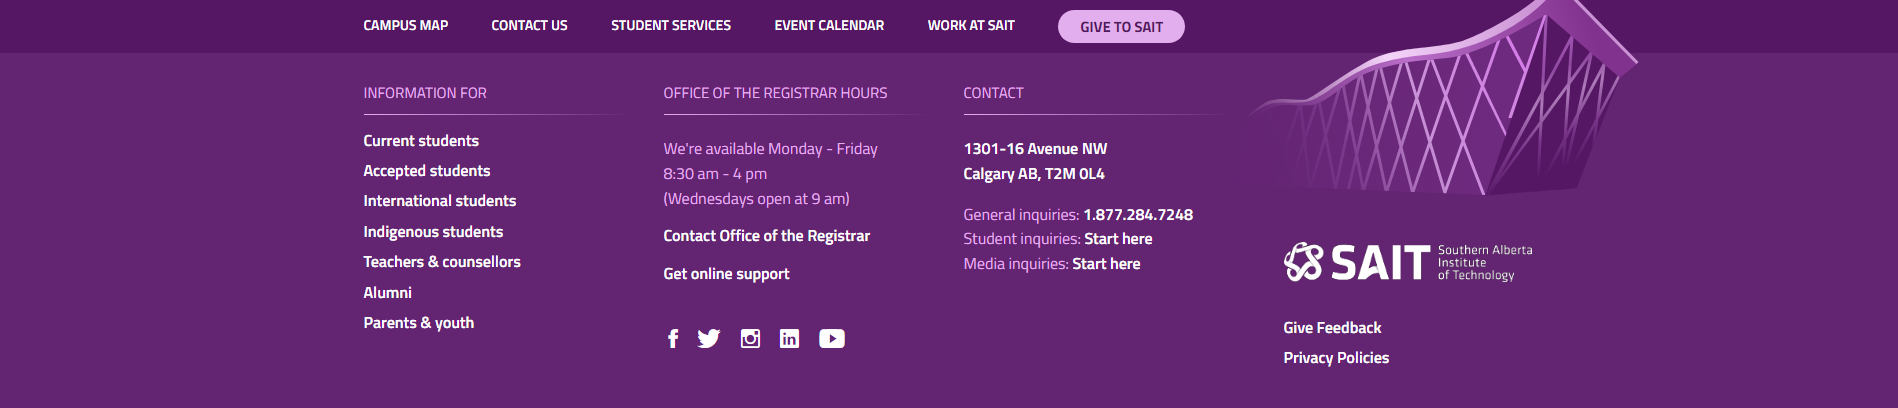 CAMPUS MAP
CONTACT US
STUDENT SERVICES
EVENT CALENDAR
WORK AT SAIT
GIVE TO SAIT
INFORMATION FOR
Current students
Accepted students
International students
Indigenous students
Teachers & counsellors
Alumni
Parents & youth
OFFICE OF THE REGISTRAR HOURS
We're available Monday - Friday
8:30 am - 4 pm
(Wednesdays open at 9 am)
Contact Office of the Registrar
Get online support
CONTACT
1301-16 Avenue NW
Calgary AB, T2M 0L4
General inquiries: 1.877.284.7248
Student inquiries: Start here
Media inquiries: Start here
SAIT
Southern Alberta
Institute
of Technology
Give Feedback
Privacy Policies